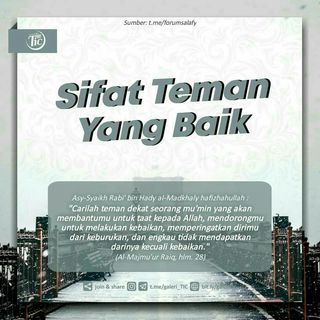 Sumber: t.me/forumsalafy
TIC
Sifat Teman
Yang Baik
Asy-Syaikh Rabi' bin Hady al-Madkhaly hafizhahullah :
"Carilah teman dekat seorang mu'min yang akan
membantumu untuk taat kepada Allah, mendorongmu
untuk melakukan kebaikan, memperingatkan dirimu
dari keburukan, dan engkau tidak mendapatkan
darinya kecuali kebaikan."
(Al-Majmu'ur Raiq, hlm. 28)
join & share t.me/galeri_TIC